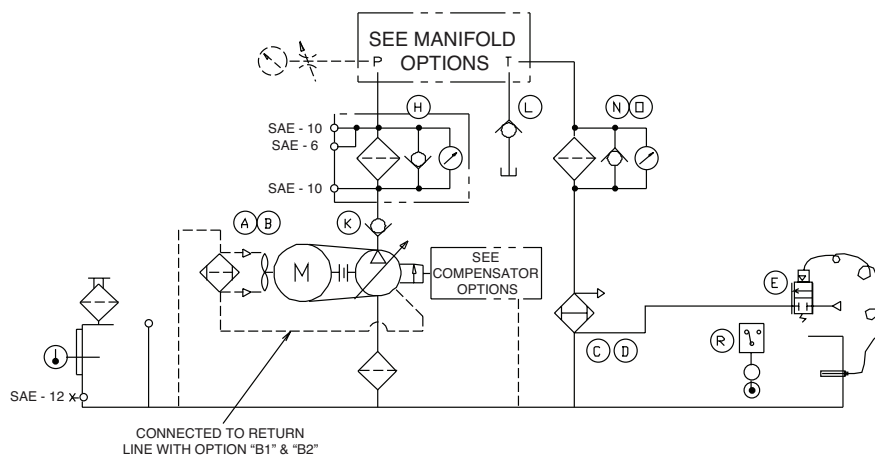 SEE MANIFOLD
OPTIONS
P
T
H
L
N O
SAE - 10
SAE - 6
SAE - 10
A B
K
M
SEE
COMPENSATOR
OPTIONS
E
C D
R
SAE - 12
CONNECTED TO RETURN
LINE WITH OPTION “B1” & “B2”